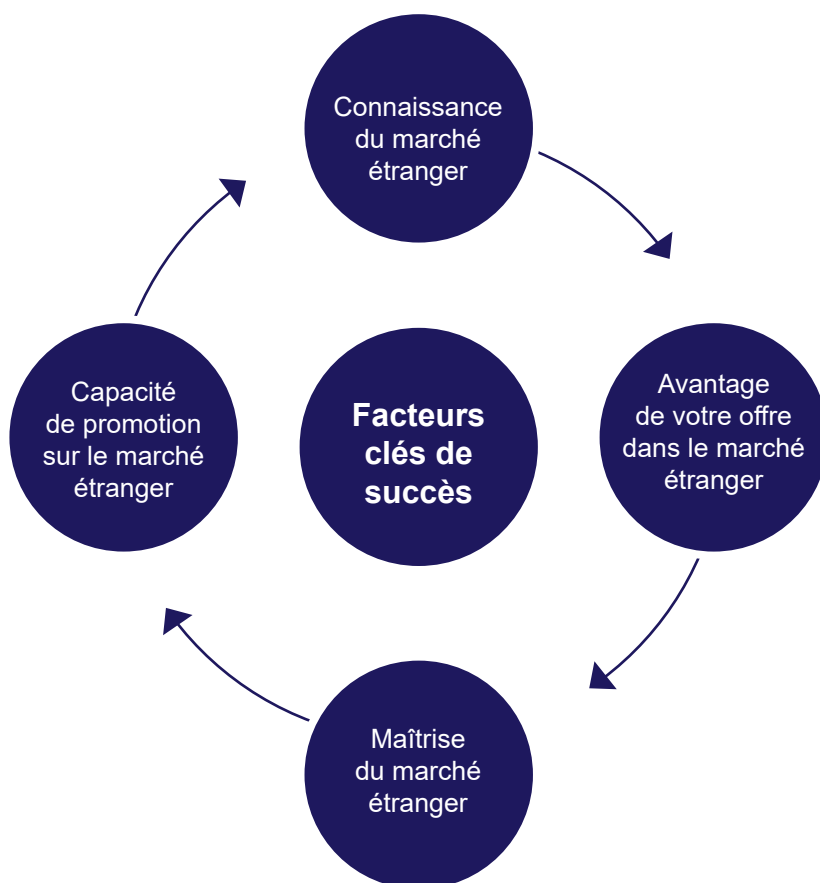 Connaissance
du marché
étranger
Capacité
de promotion
sur le marché
étranger
Facteurs
clés de
succès
Avantage
de votre offre
dans le marché
étranger
Maîtrise
du marché
étranger